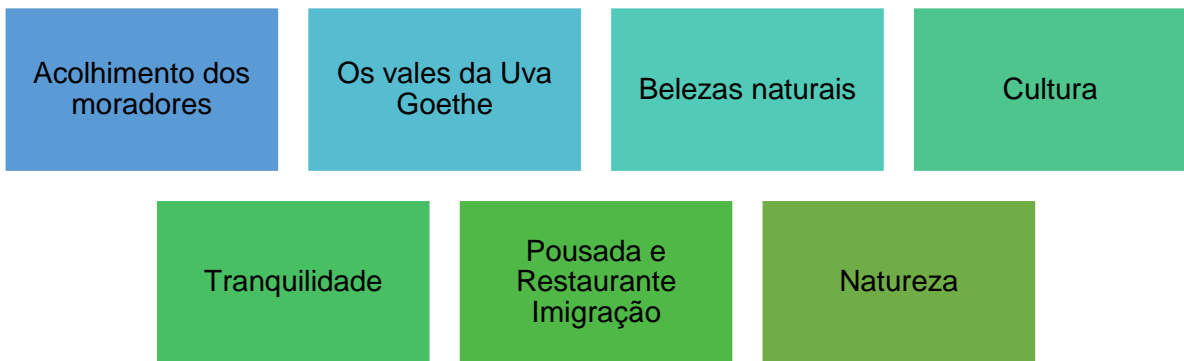 Acolhimento dos
moradores
Os vales da Uva
Goethe
Belezas naturais
Cultura
Tranquilidade
Pousada e
Restaurante
Imigração
Natureza